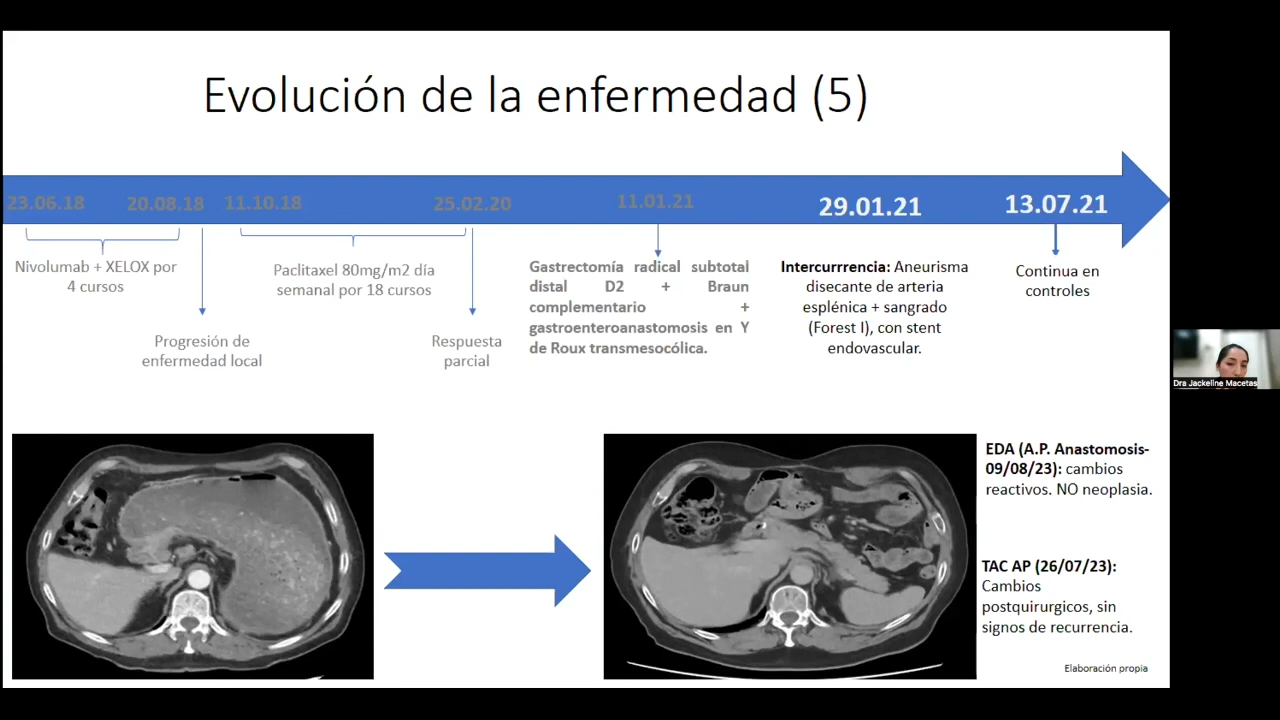 Evolución de la enfermedad (5)
23.06.18
20.08.18
11.10.18
25.02.20
11.01.21
29.01.21
13.07.21
Nivolumab + XELOX por
4 cursos
Progresión de
enfermedad local
Paclitaxel 80mg/m2 día
semanal por 18 cursos
Respuesta
parcial
Gastrectomía radical subtotal
distal D2 + Braun
complementario +
gastroenteroanastomosis en Y
de Roux transmesocólica.
Intercurrrencia: Aneurisma
disecante de arteria
esplénica + sangrado
(Forest I), con stent
endovascular.
Continua en
controles
Dra Jackeline Macetas
EDA (A.P. Anastomosis-
09/08/23): cambios
reactivos. NO neoplasia.
TAC AP (26/07/23):
Cambios
postquirurgicos, sin
signos de recurrencia.
Elaboración propia